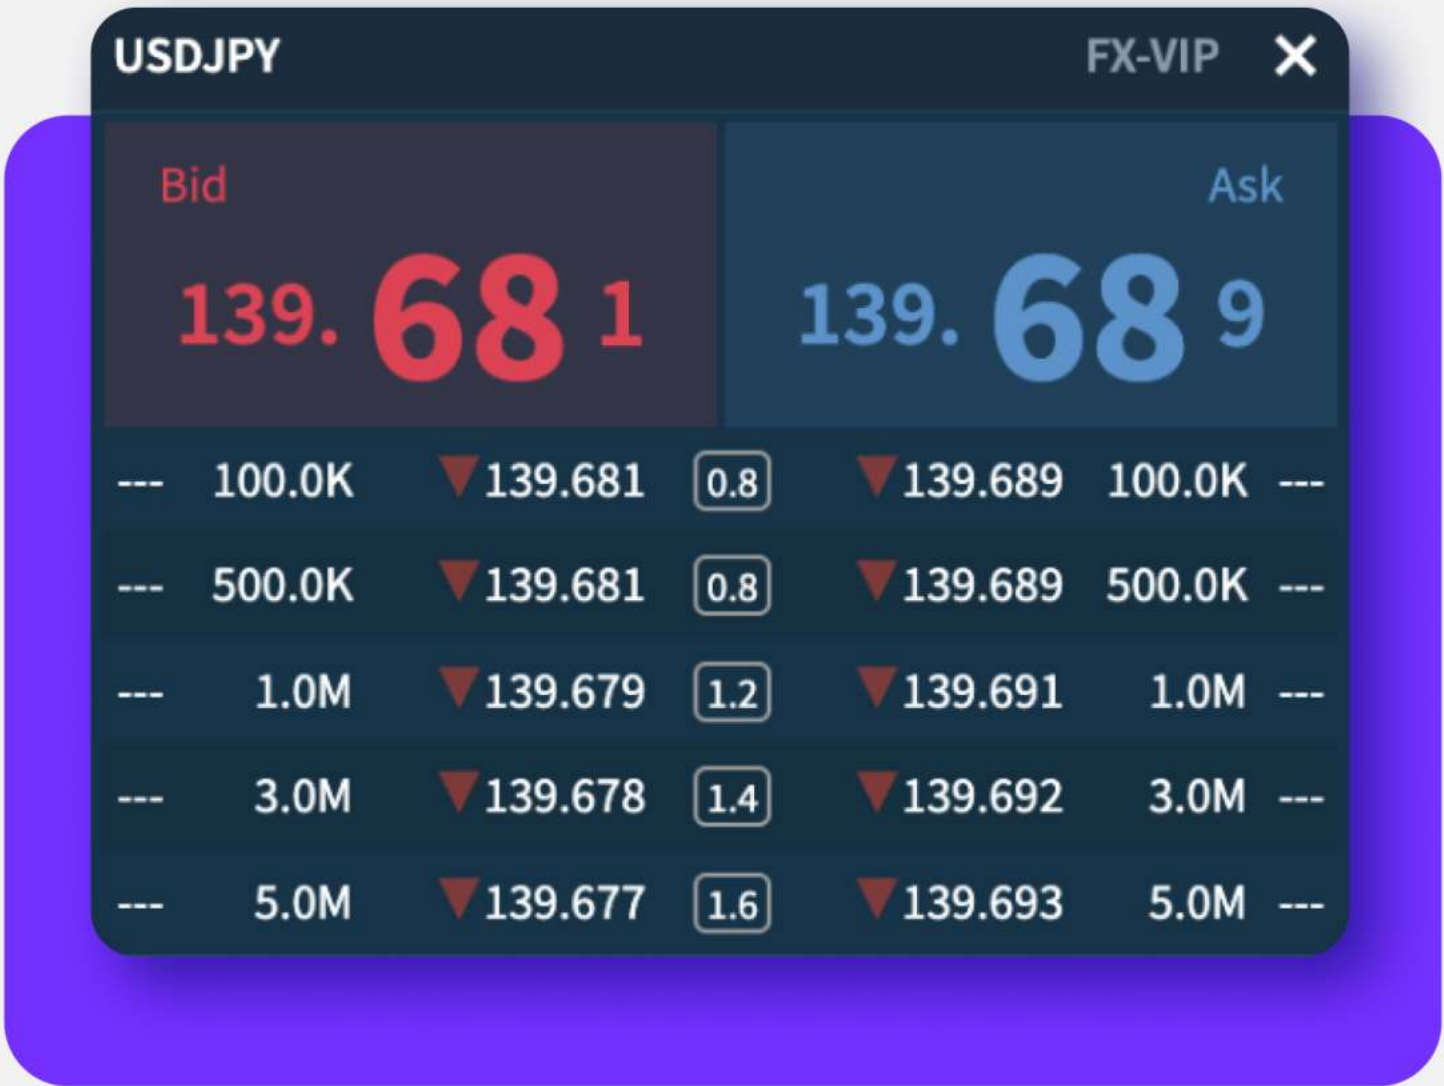 USDJPY FX-VIP ✕
Bid Ask
139. 68 1 139. 68 9
--- 100.0K ▼139.681 0.8 ▼139.689 100.0K ---
--- 500.0K ▼139.681 0.8 ▼139.689 500.0K ---
--- 1.0M ▼139.679 1.2 ▼139.691 1.0M ---
--- 3.0M ▼139.678 1.4 ▼139.692 3.0M ---
--- 5.0M ▼139.677 1.6 ▼139.693 5.0M ---